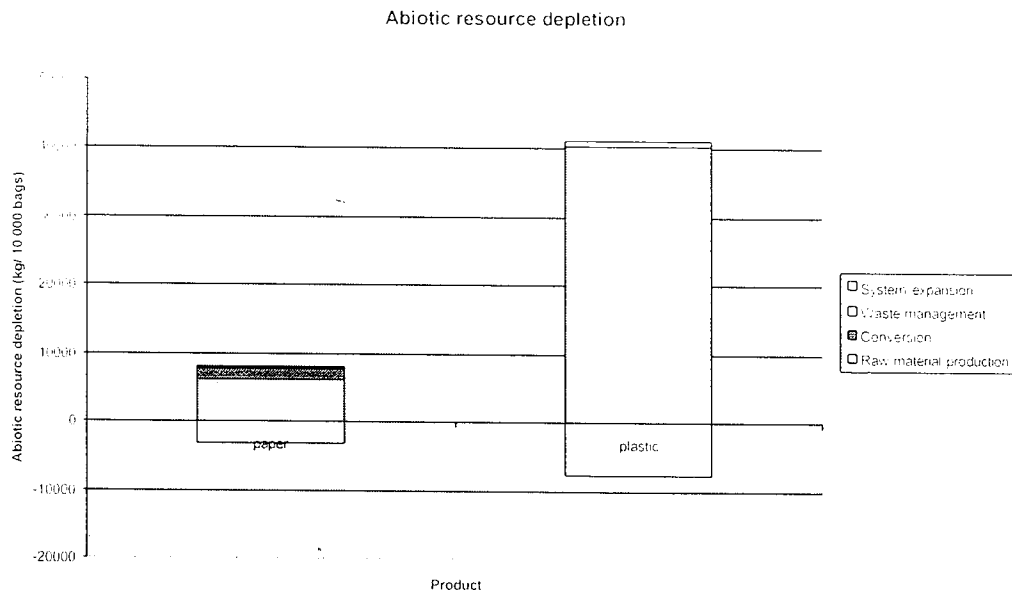 Abiotic resource depletion
Abiotic resource depletion (kg/ 10 000 bags)
20000
10000
0
-10000
-20000
paper
plastic
Product
System expansion
Waste management
Conversion
Raw material production